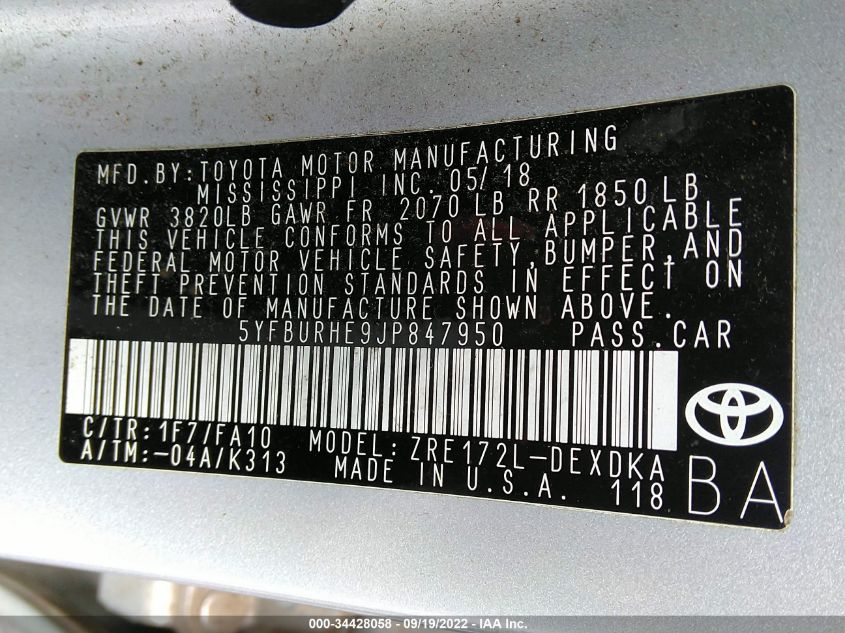 MFD.BY:TOYOTA MOTOR MANUFACTURING
MISSISSIPPI INC. 05/18
GVWR 3820LB GAWR FR 2070 LB RR 1850 LB
THIS VEHICLE CONFORMS TO ALL APPLICABLE
FEDERAL MOTOR VEHICLE SAFETY,BUMPER,AND
THEFT PREVENTION STANDARDS IN EFFECT ON
THE DATE OF MANUFACTURE SHOWN ABOVE.
5YFBURHE9JP847950 PASS.CAR
C/TR:1F7/FA10 MODEL:ZRE172L-DEXDKA
A/TM:-04A/K313 MADE IN U.S.A. 118
BA
000-34428058 - 09/19/2022 - IAAI.com